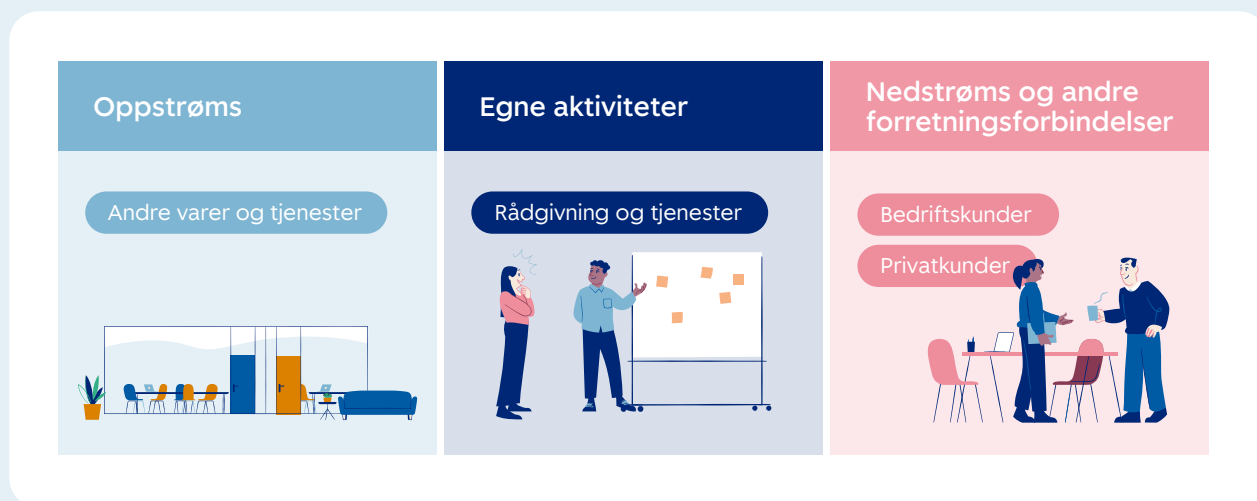 Oppstrøms
Andre varer og tjenester
Egne aktiviteter
Rådgivning og tjenester
Nedstrøms og andre
forretningsforbindelser
Bedriftskunder
Privatkunder